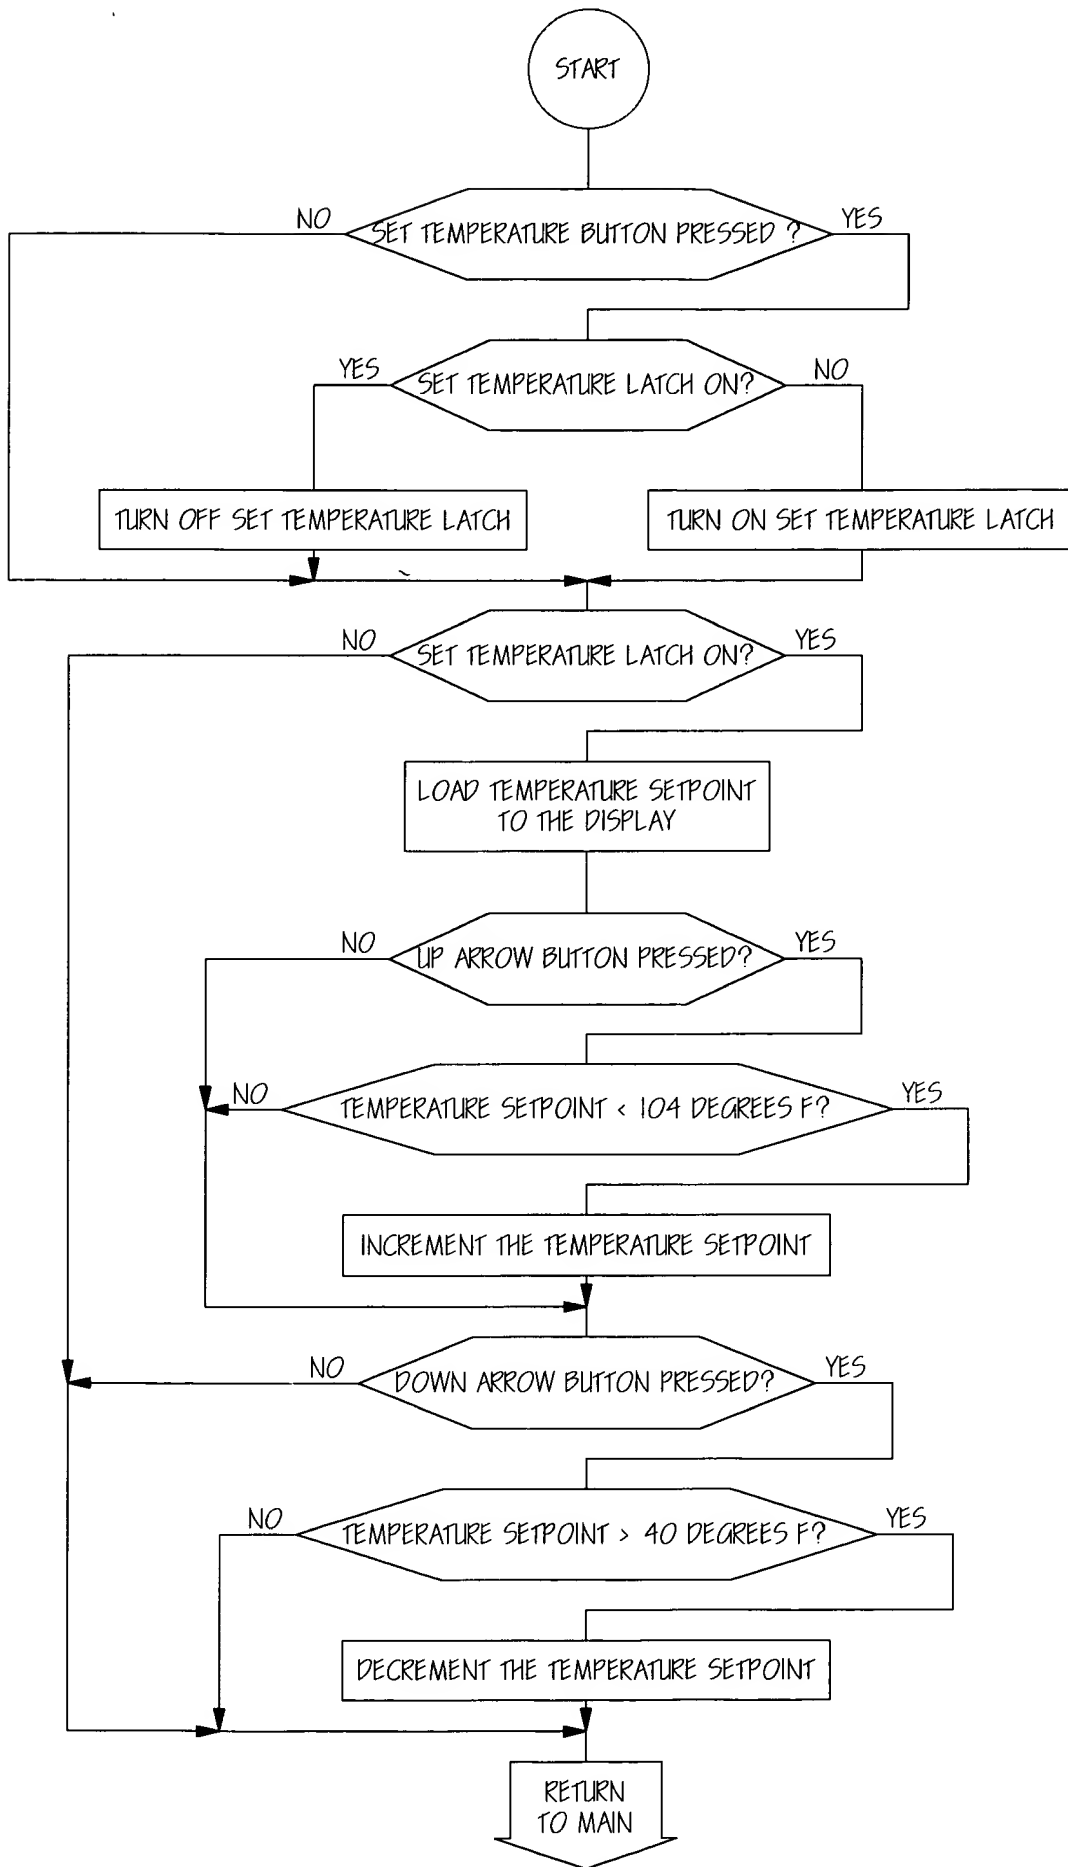 START
NO
SET TEMPERATURE BUTTON PRESSED ?
YES
YES
SET TEMPERATURE LATCH ON?
NO
TURN OFF SET TEMPERATURE LATCH
TURN ON SET TEMPERATURE LATCH
NO
SET TEMPERATURE LATCH ON?
YES
LOAD TEMPERATURE SETPOINT
TO THE DISPLAY
NO
UP ARROW BUTTON PRESSED?
YES
NO
TEMPERATURE SETPOINT < 104 DEGREES F?
YES
INCREMENT THE TEMPERATURE SETPOINT
NO
DOWN ARROW BUTTON PRESSED?
YES
NO
TEMPERATURE SETPOINT > 40 DEGREES F?
YES
DECREMENT THE TEMPERATURE SETPOINT
RETURN
TO MAIN